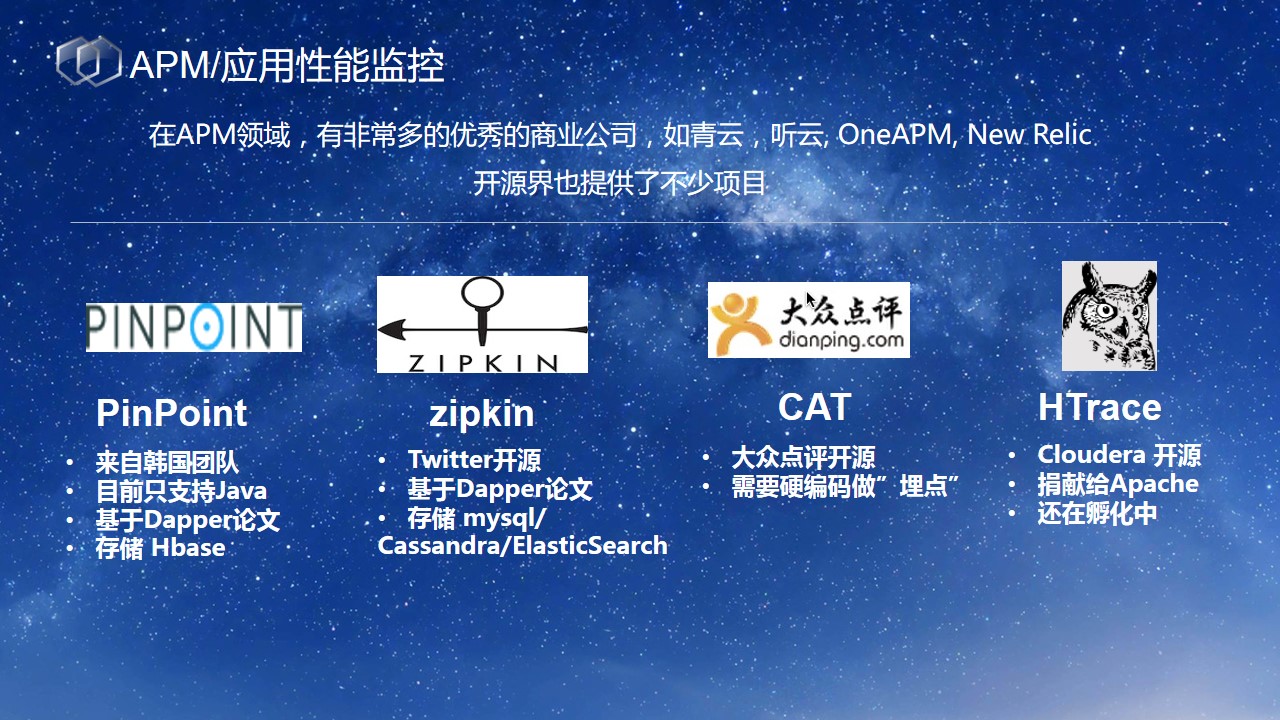 APM/应用性能监控
在APM领域，有非常多的优秀的商业公司，如青云，听云, OneAPM, New Relic
开源界也提供了不少项目
PINPOINT
ZIPKIN
大众点评
dianping.com
PinPoint
• 来自韩国团队
• 目前只支持Java
• 基于Dapper论文
• 存储 Hbase
zipkin
• Twitter开源
• 基于Dapper论文
• 存储 mysql/
Cassandra/ElasticSearch
CAT
• 大众点评开源
• 需要硬编码做”埋点”
HTrace
• Cloudera 开源
• 捐献给Apache
• 还在孵化中